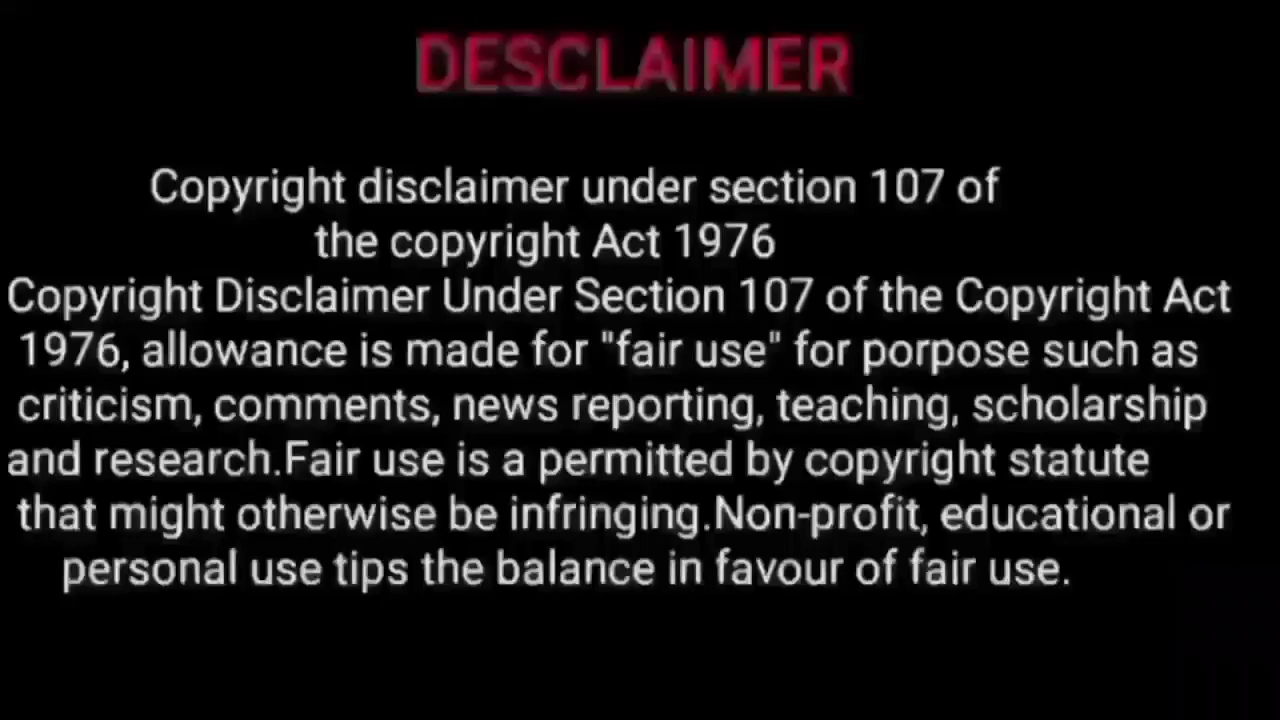 DESCLAIMER
Copyright disclaimer under section 107 of
the copyright Act 1976
Copyright Disclaimer Under Section 107 of the Copyright Act
1976, allowance is made for "fair use" for porpose such as
criticism, comments, news reporting, teaching, scholarship
and research.Fair use is a permitted by copyright statute
that might otherwise be infringing.Non-profit, educational or
personal use tips the balance in favour of fair use.